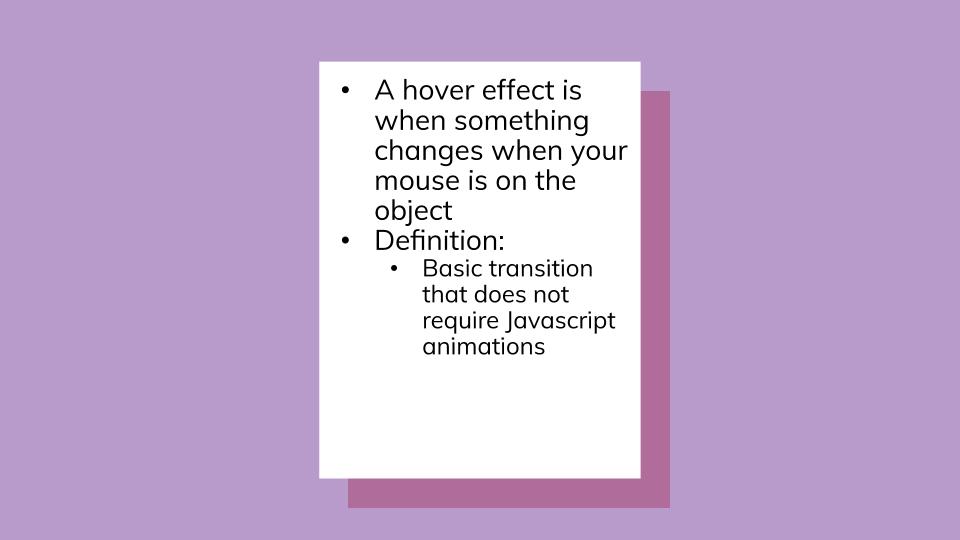 • A hover effect is
when something
changes when your
mouse is on the
object
• Definition:
• Basic transition
that does not
require Javascript
animations